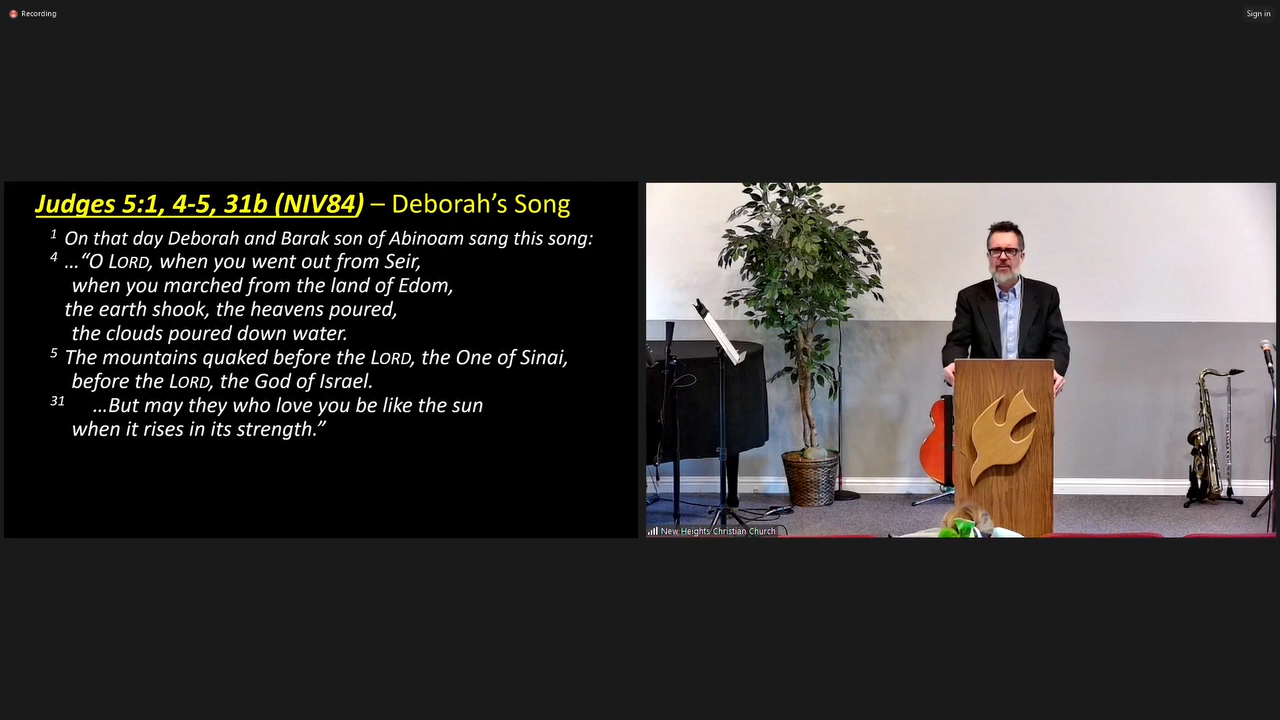 Recording
Sign in
Judges 5:1, 4-5, 31b (NIV84) – Deborah’s Song
1 On that day Deborah and Barak son of Abinoam sang this song:
4 …“O LORD, when you went out from Seir,
when you marched from the land of Edom,
the earth shook, the heavens poured,
the clouds poured down water.
5 The mountains quaked before the LORD, the One of Sinai,
before the LORD, the God of Israel.
31 …But may they who love you be like the sun
when it rises in its strength.”
New Heights Christian Church